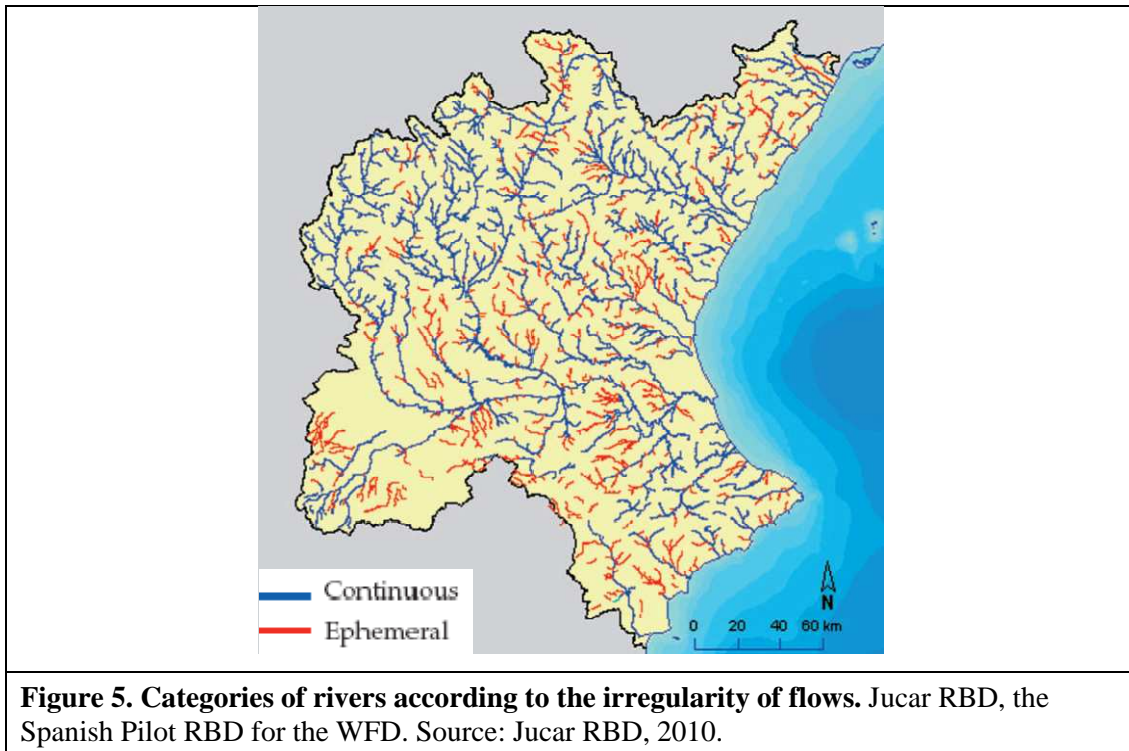 Continuous
Ephemeral
N
0 20 40 60 km
Figure 5. Categories of rivers according to the irregularity of flows. Jucar RBD, the
Spanish Pilot RBD for the WFD. Source: Jucar RBD, 2010.